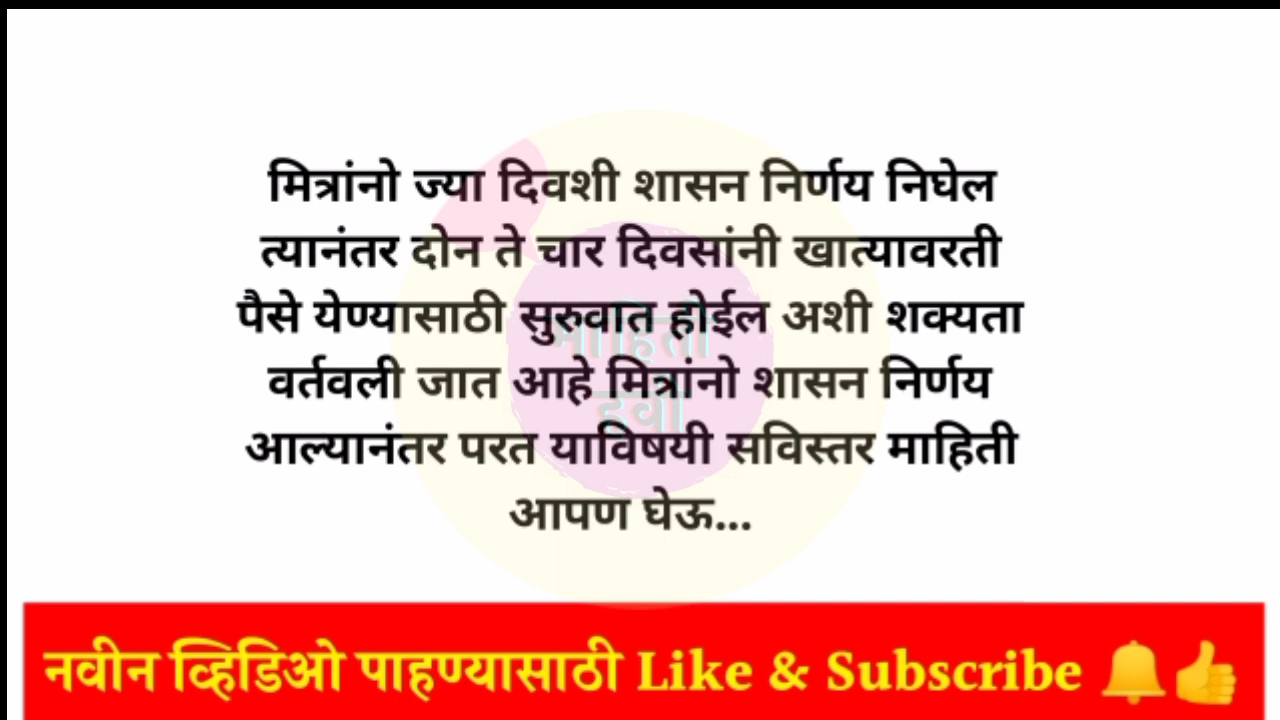 मित्रांनो ज्या दिवशी शासन निर्णय निघेल
त्यानंतर दोन ते चार दिवसांनी खात्यावरती
पैसे येण्यासाठी सुरुवात होईल अशी शक्यता
वर्तवली जात आहे मित्रांनो शासन निर्णय
आल्यानंतर परत याविषयी सविस्तर माहिती
आपण घेऊ...
माहिती
हवी
नवीन व्हिडिओ पाहण्यासाठी Like & Subscribe 🔔👍